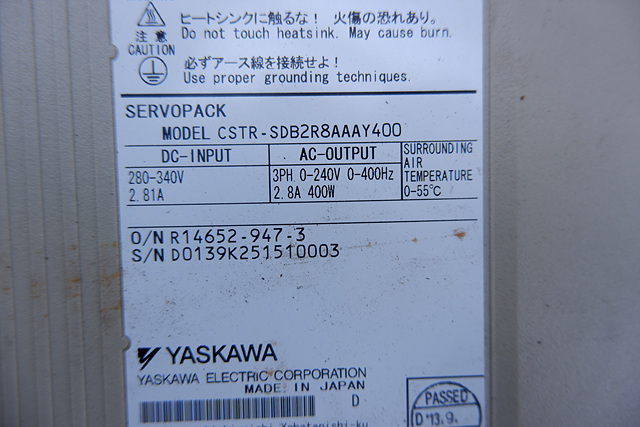 ヒートシンクに触るな! 火傷の恐れあり。
注 意
CAUTION
Do not touch heatsink. May cause burn.
必ずアース線を接続せよ!
Use proper grounding techniques.
SERVOPACK
MODEL CSTR-SDB2R8AAAY400
DC-INPUT
280-340V
2.81A
AC-OUTPUT
3PH 0-240V 0-400Hz
2.8A 400W
SURROUNDING
AIR
TEMPERATURE
0-55℃
O/N R14652-947-3
S/N D0139K251510003
YASKAWA
YASKAWA ELECTRIC CORPORATION
MADE IN JAPAN
D
PASSED
D '13.9.